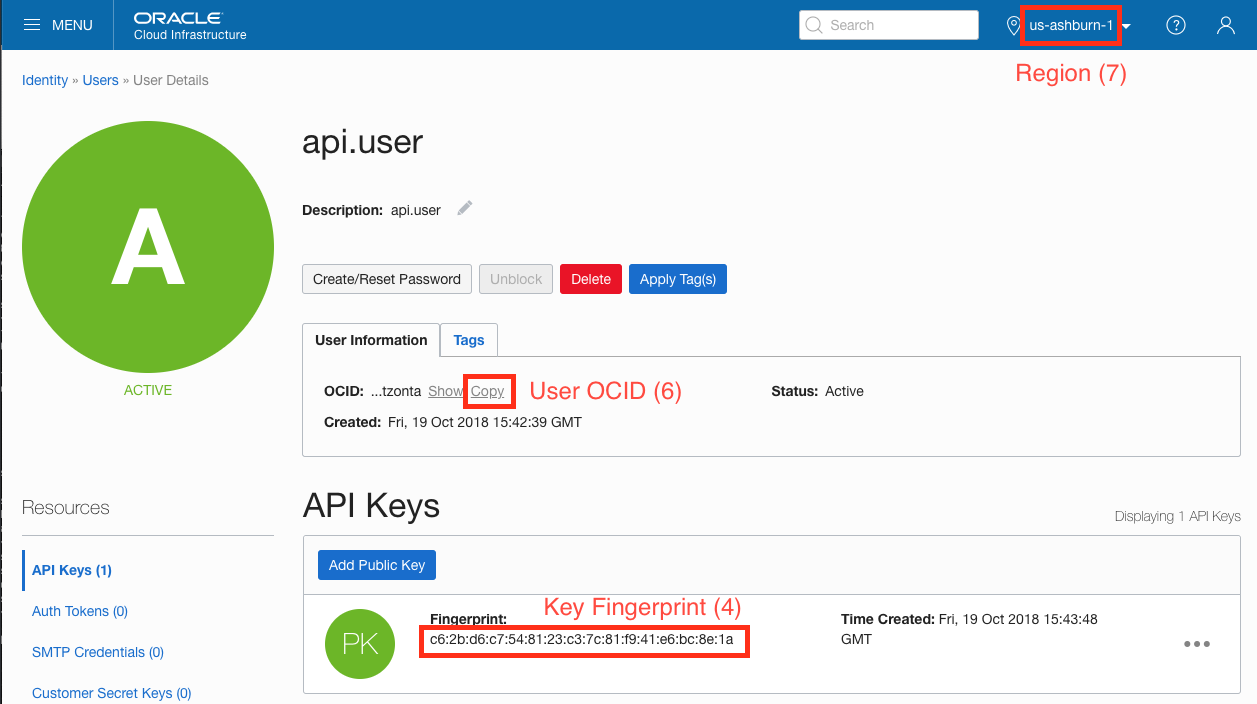 MENU
ORACLE
Cloud Infrastructure
Search
us-ashburn-1
?
Region (7)
Identity » Users » User Details
A
ACTIVE
api.user
Description: api.user
Create/Reset Password
Unblock
Delete
Apply Tag(s)
User Information
Tags
OCID: ...tzonta Show Copy
User OCID (6)
Status: Active
Created: Fri, 19 Oct 2018 15:42:39 GMT
Resources
API Keys (1)
Auth Tokens (0)
SMTP Credentials (0)
Customer Secret Keys (0)
API Keys
Displaying 1 API Keys
Add Public Key
PK
Key Fingerprint (4)
Fingerprint:
c6:2b:d6:c7:54:81:23:c3:7c:81:f9:41:e6:bc:8e:1a
Time Created: Fri, 19 Oct 2018 15:43:48
GMT